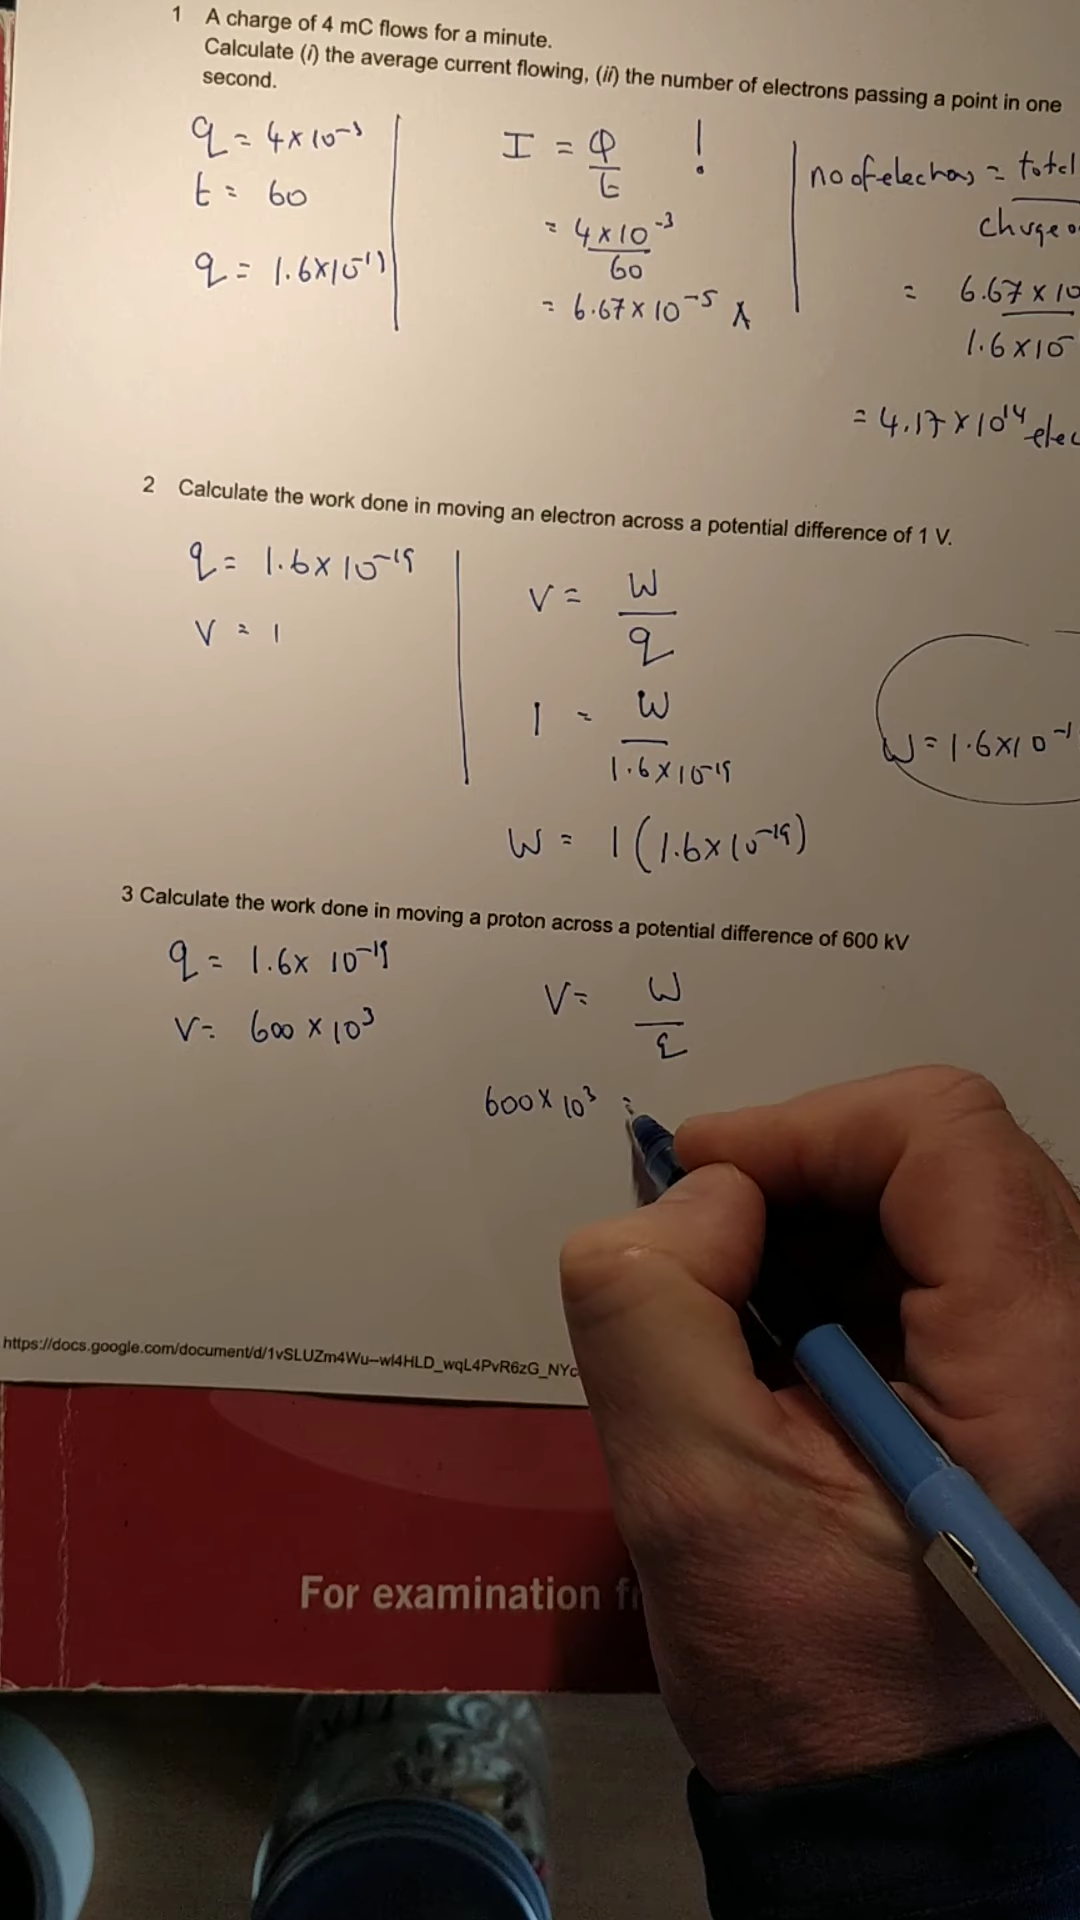 1 A charge of 4 mC flows for a minute.
Calculate (i) the average current flowing, (ii) the number of electrons passing a point in one
second.
q = 4 x 10⁻³
t = 60
q = 1.6 x 10⁻¹⁹
I = Q/t !
= 4 x 10⁻³/60
= 6.67 x 10⁻⁵ A
no of electrons = total
charge
= 6.67 x 10
1.6 x 10⁻
= 4.17 x 10¹⁴ elec
2 Calculate the work done in moving an electron across a potential difference of 1 V.
q = 1.6 x 10⁻¹⁹
V = 1
V = W/q
1 = W/1.6 x 10⁻¹⁹
W = 1 (1.6 x 10⁻¹⁹)
W = 1.6 x 10⁻¹
3 Calculate the work done in moving a proton across a potential difference of 600 kV
q = 1.6 x 10⁻¹⁹
V = 600 x 10³
V = W/q
600 x 10³ =
https://docs.google.com/document/d/1vSLUZm4Wu--wI4HLD_wqL4PvR6zG_NYc
For examination fr